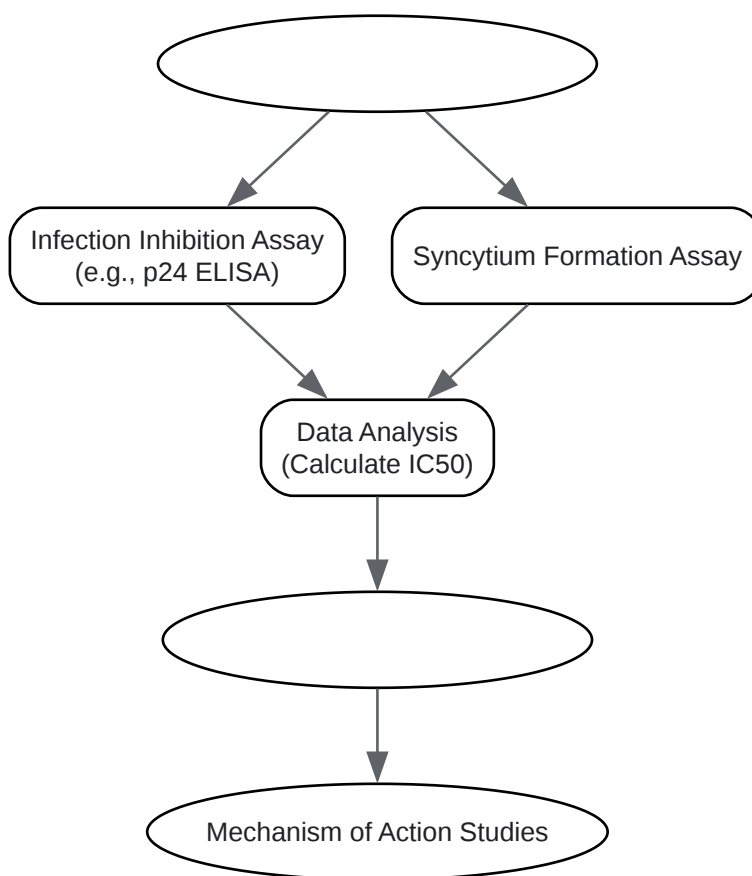 Infection Inhibition Assay
(e.g., p24 ELISA)
Syncytium Formation Assay
Data Analysis
(Calculate IC50)
Mechanism of Action Studies